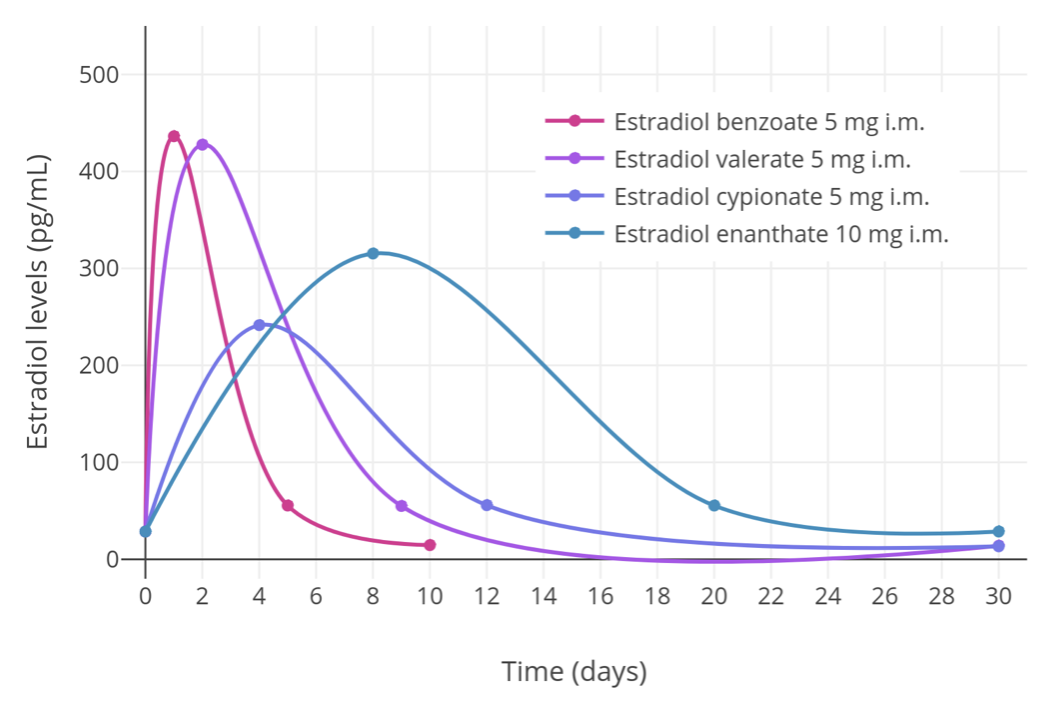 Estradiol levels (pg/mL)
500
400
300
200
100
0
Estradiol benzoate 5 mg i.m.
Estradiol valerate 5 mg i.m.
Estradiol cypionate 5 mg i.m.
Estradiol enanthate 10 mg i.m.
0 2 4 6 8 10 12 14 16 18 20 22 24 26 28 30
Time (days)